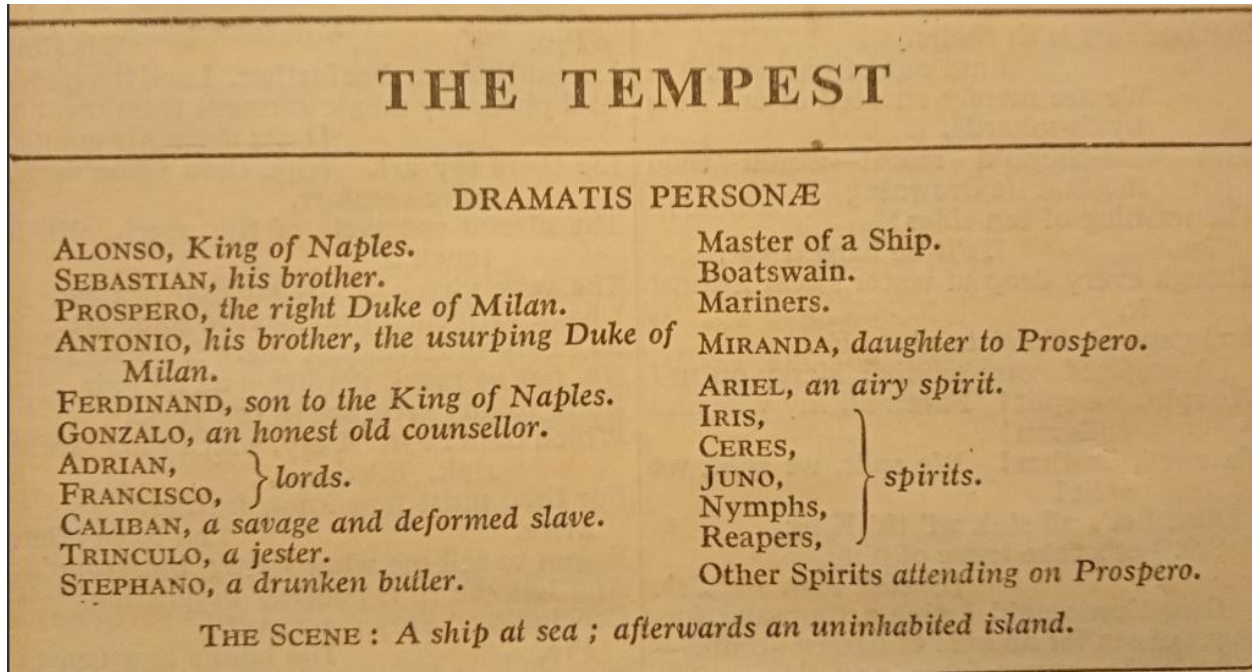 THE TEMPEST
DRAMATIS PERSONÆ
ALONSO, King of Naples.
SEBASTIAN, his brother.
PROSPERO, the right Duke of Milan.
ANTONIO, his brother, the usurping Duke of
Milan.
FERDINAND, son to the King of Naples.
GONZALO, an honest old counsellor.
ADRIAN,
FRANCISCO, } lords.
CALIBAN, a savage and deformed slave.
TRINCULO, a jester.
STEPHANO, a drunken butler.
Master of a Ship.
Boatswain.
Mariners.
MIRANDA, daughter to Prospero.
ARIEL, an airy spirit.
IRIS,
CERES,
JUNO, } spirits.
Nymphs,
Reapers,
Other Spirits attending on Prospero.
THE SCENE : A ship at sea ; afterwards an uninhabited island.